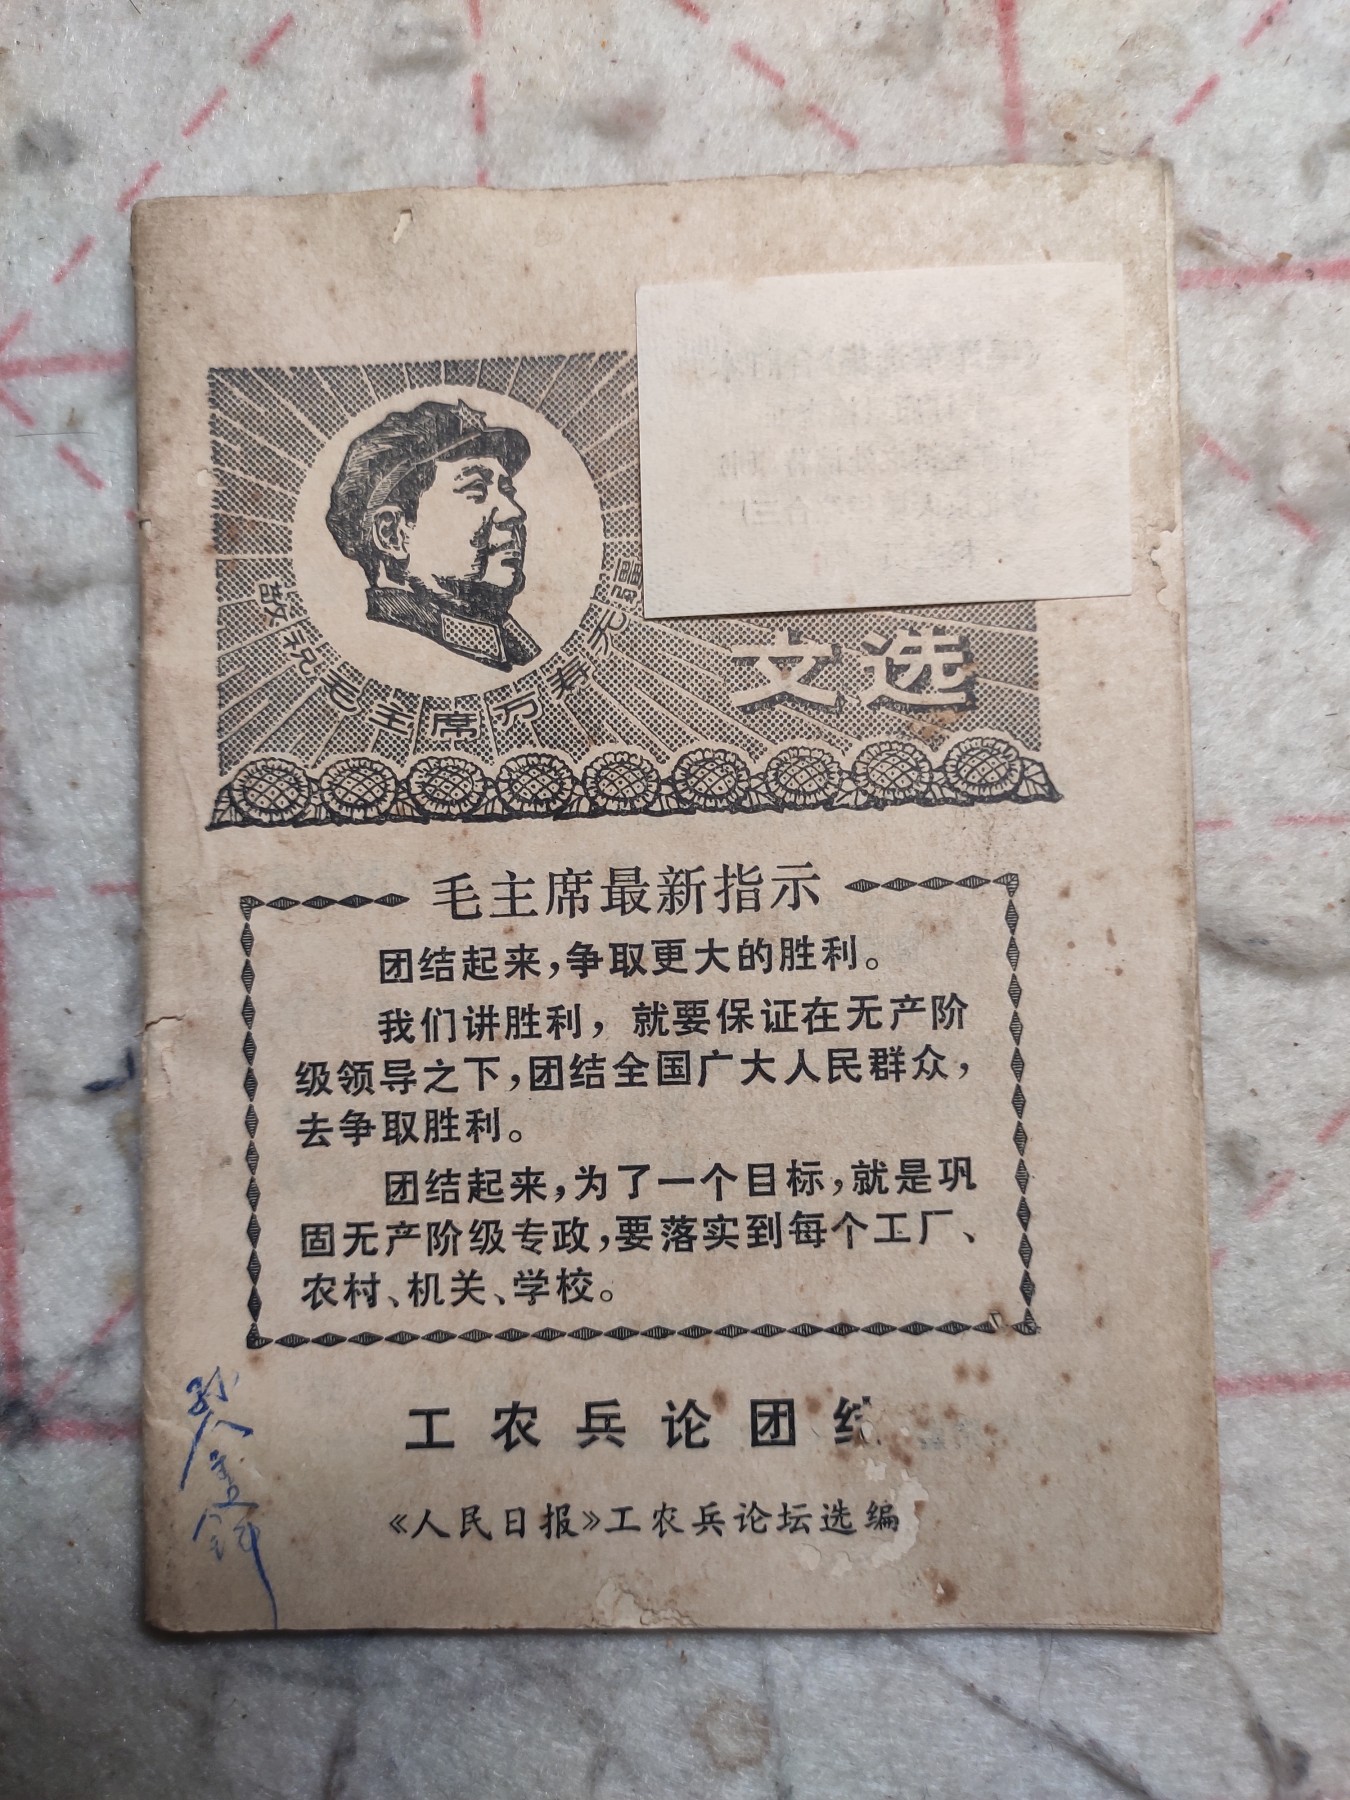 敬祝毛主席万寿无疆
文选
毛主席最新指示
团结起来，争取更大的胜利。
我们讲胜利，就要保证在无产阶
级领导之下，团结全国广大人民群众，
去争取胜利。
团结起来，为了一个目标，就是巩
固无产阶级专政，要落实到每个工厂、
农村、机关、学校。
工农兵论团结
《人民日报》工农兵论坛选编